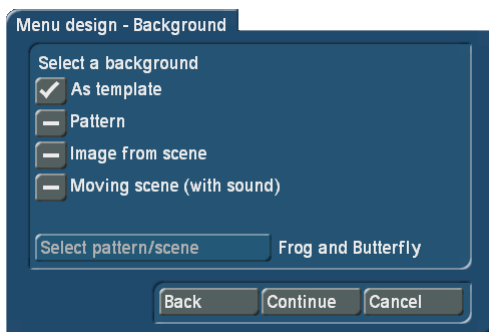 Menu design - Background
Select a background
As template
Pattern
Image from scene
Moving scene (with sound)
Select pattern/scene Frog and Butterfly
Back Continue Cancel